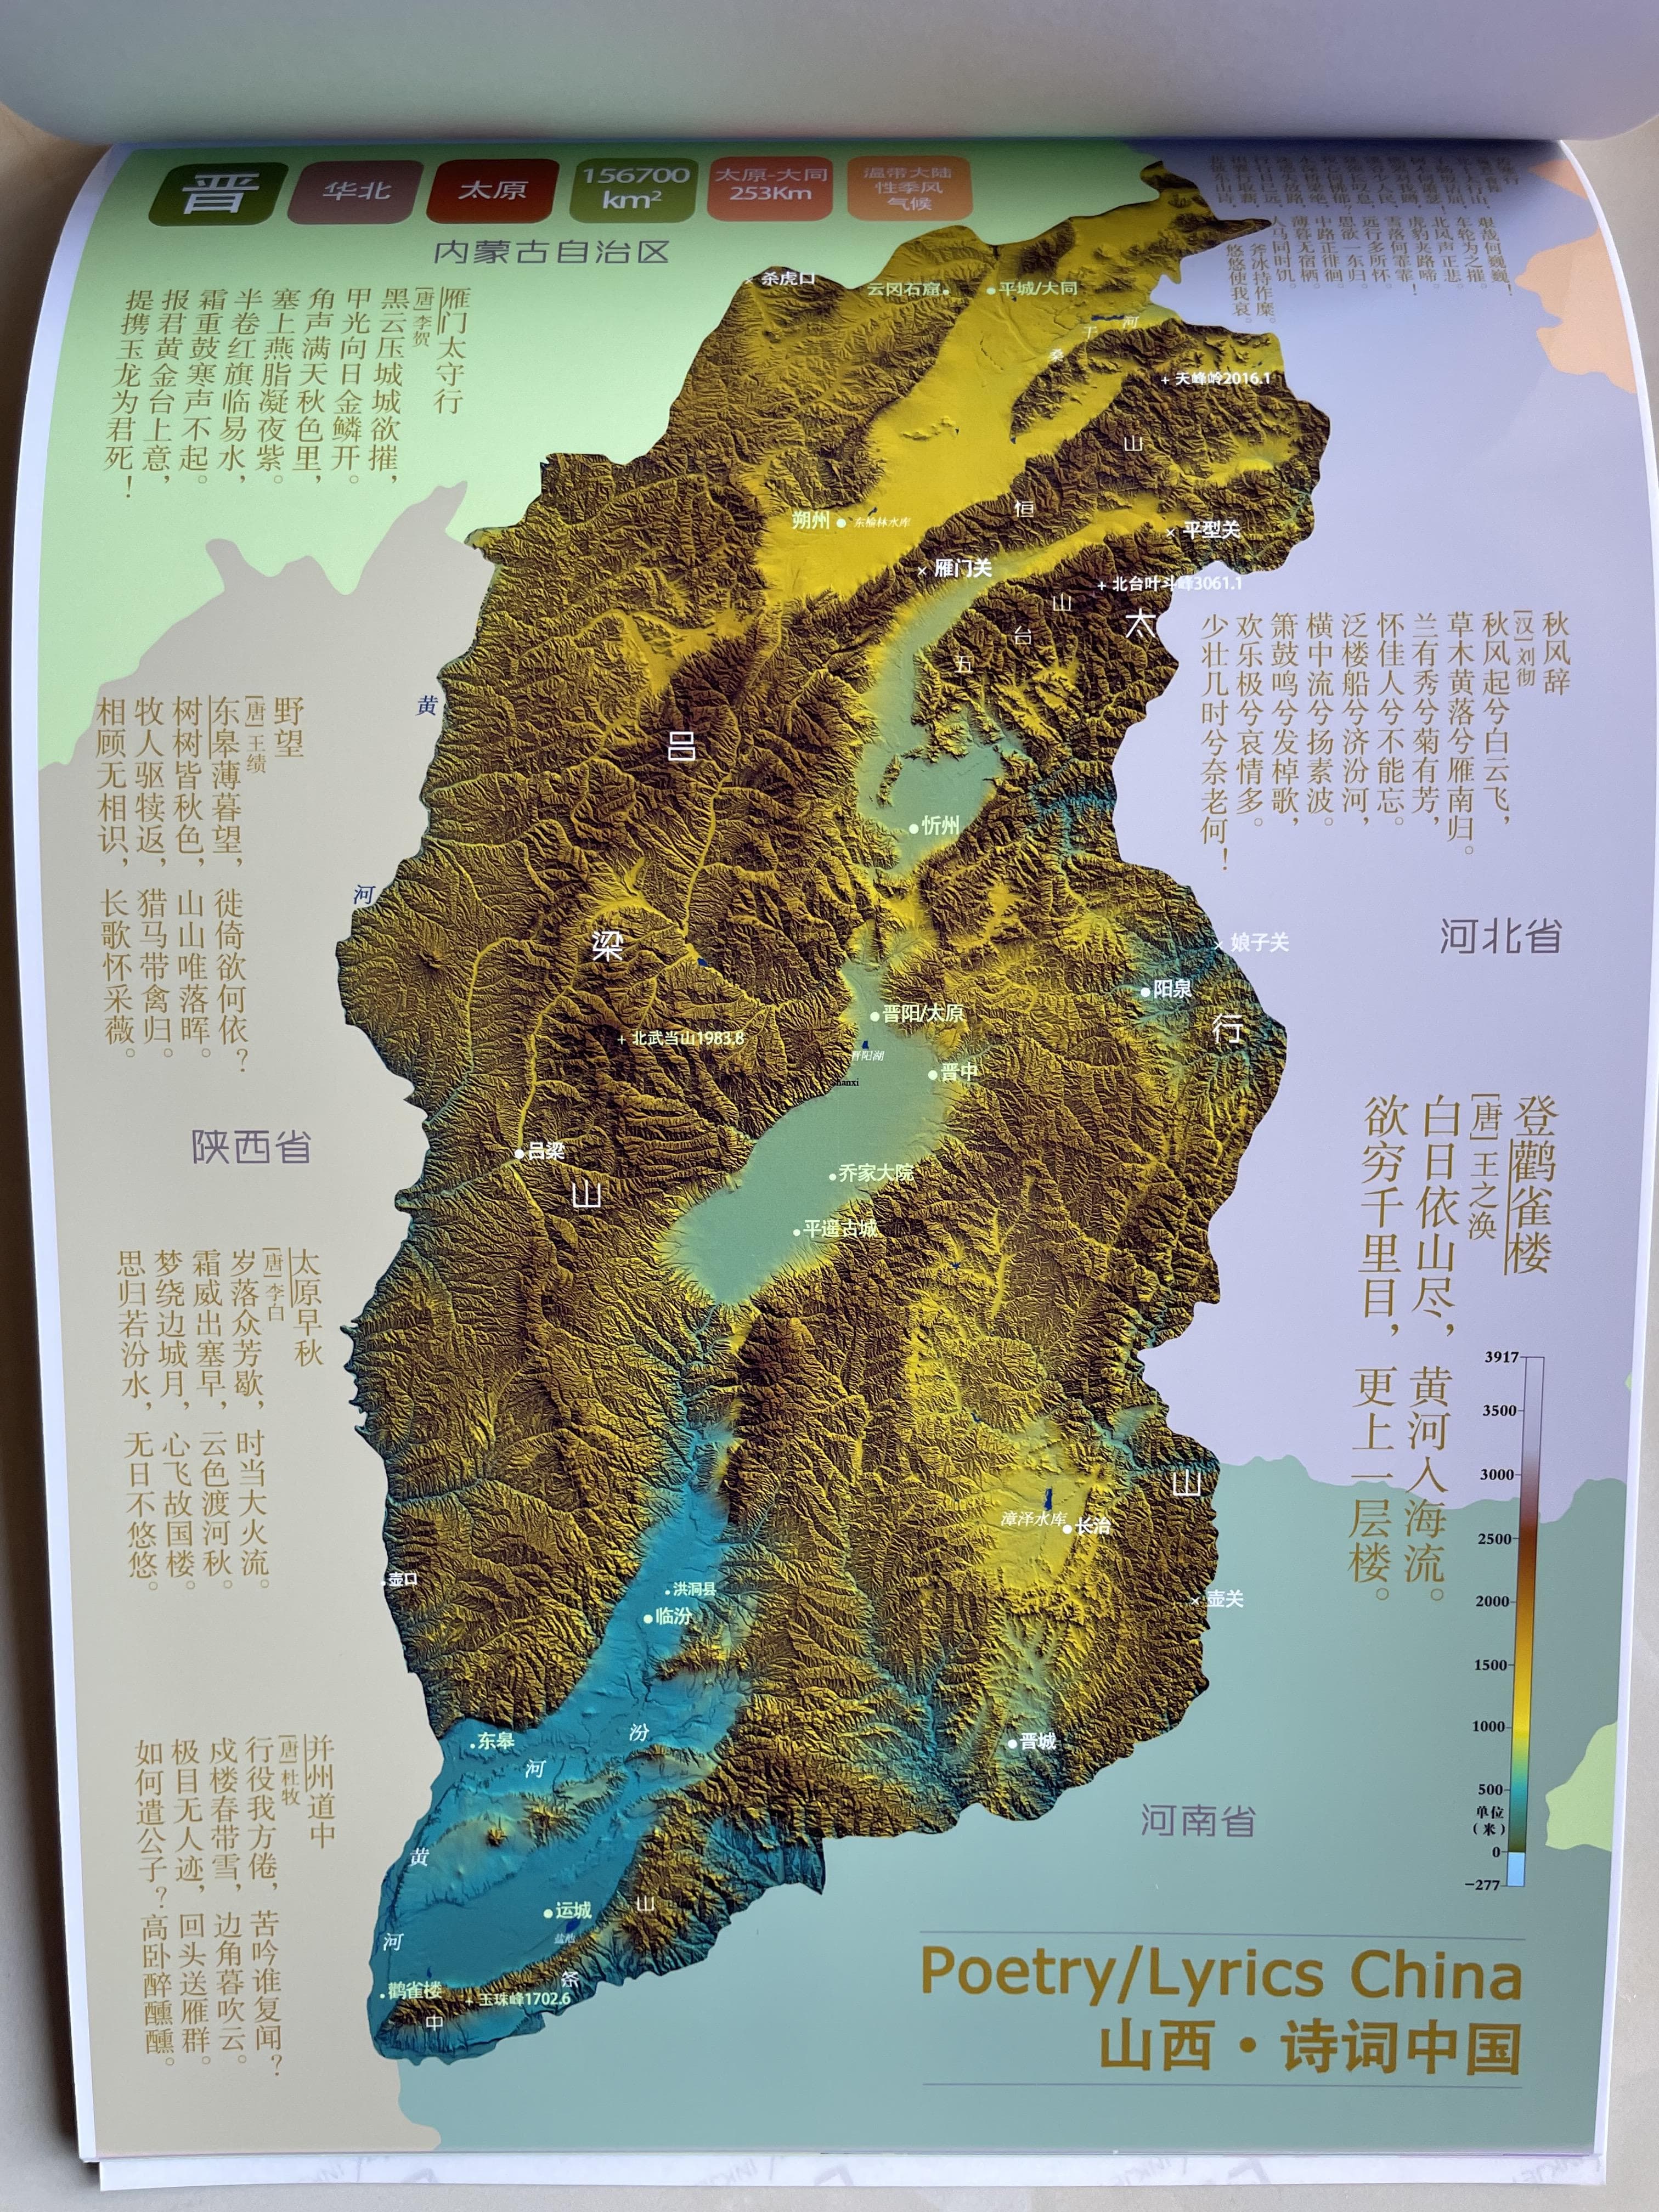 晋
华北
太原
156700
km²
太原-大同
253Km
温带大陆
性季风
气候
内蒙古自治区
雁门太守行
[唐] 李贺
黑云压城城欲摧，
甲光向日金鳞开。
角声满天秋色里，
塞上燕脂凝夜紫。
半卷红旗临易水，
霜重鼓寒声不起。
报君黄金台上意，
提携玉龙为君死！
艰哉何巍巍！
车轮为之摧。
北风声正悲。
虎豹夹路啼。
雪落何霏霏！
远行多所怀。
思欲一东归。
中路正徘徊。
薄暮无宿栖。
人马同时饥。
斧冰持作糜。
悠悠使我哀。
野望
[唐] 王绩
东皋薄暮望，徙倚欲何依？
树树皆秋色，山山唯落晖。
牧人驱犊返，猎马带禽归。
相顾无相识，长歌怀采薇。
秋风辞
[汉] 刘彻
秋风起兮白云飞，
草木黄落兮雁南归。
兰有秀兮菊有芳，
怀佳人兮不能忘。
泛楼船兮济汾河，
横中流兮扬素波。
箫鼓鸣兮发棹歌，
欢乐极兮哀情多。
少壮几时兮奈老何！
陕西省
河北省
太原早秋
[唐] 李白
岁落众芳歇，时当大火流。
霜威出塞早，云色渡河秋。
梦绕边城月，心飞故国楼。
思归若汾水，无日不悠悠。
登鹳雀楼
[唐] 王之涣
白日依山尽，黄河入海流。
欲穷千里目，更上一层楼。
并州道中
[唐] 杜牧
行役我方倦，苦吟谁复闻？
戍楼春带雪，边角暮吹云。
极目无人迹，回头送雁群。
如何遣公子？高卧醉醺醺。
杀虎口
云冈石窟
平城/大同
桑
干
河
天峰岭2016.1
恒
山
朔州
东榆林水库
平型关
雁门关
北台叶斗峰3061.1
五
台
山
太
行
山
黄
河
吕
梁
山
忻州
娘子关
阳泉
晋阳/太原
北武当山1983.8
晋阳湖
晋中
Shanxi
吕梁
乔家大院
平遥古城
漳泽水库
长治
壶口
洪洞县
临汾
壶关
东皋
汾
河
晋城
黄
河
运城
盐池
鹳雀楼
玉珠峰1702.6
中
条
山
河南省
3917
3500
3000
2500
2000
1500
1000
500
单位
（米）
0
−277
Poetry/Lyrics China
山西·诗词中国